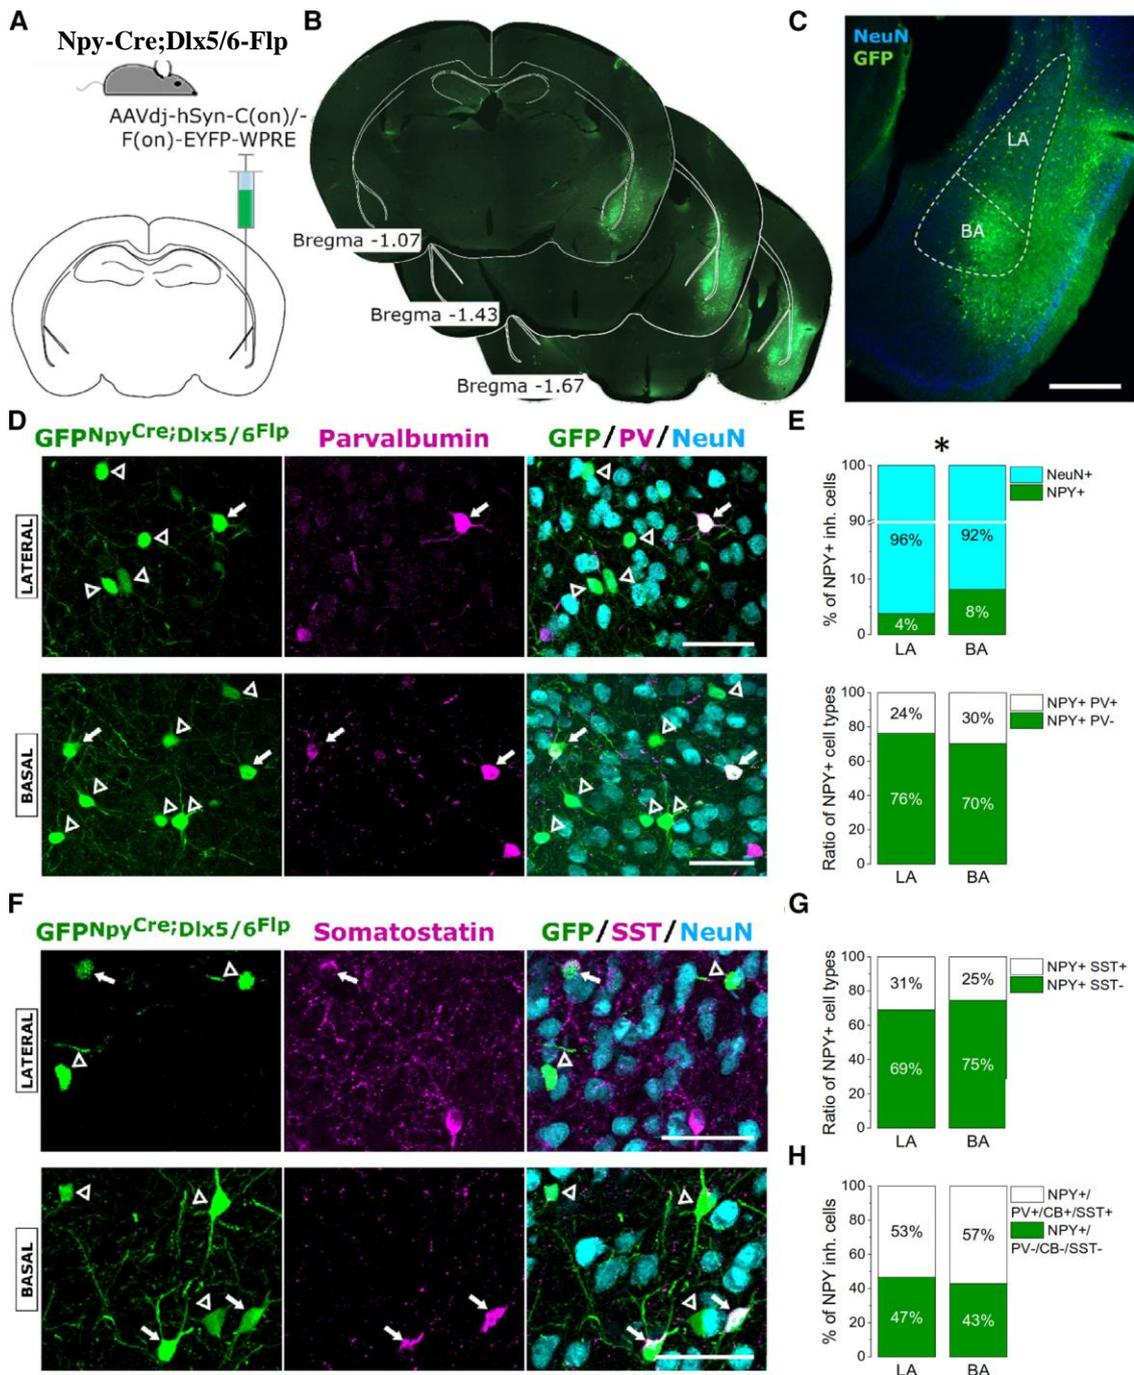 A
Npy-Cre;Dlx5/6-Flp
AAVdj-hSyn-C(on)/-
F(on)-EYFP-WPRE
B
Bregma -1.07
Bregma -1.43
Bregma -1.67
C
NeuN
GFP
LA
BA
D
GFPNpyCre;Dlx5/6Flp
Parvalbumin
GFP/PV/NeuN
LATERAL
BASAL
E
*
% of NPY+ inh. cells
100
90
10
0
96%
92%
4%
8%
LA
BA
NeuN+
NPY+
Ratio of NPY+ cell types
100
80
60
40
20
0
24%
30%
76%
70%
LA
BA
NPY+ PV+
NPY+ PV-
F
GFPNpyCre;Dlx5/6Flp
Somatostatin
GFP/SST/NeuN
LATERAL
BASAL
G
Ratio of NPY+ cell types
100
80
60
40
20
0
31%
25%
69%
75%
LA
BA
NPY+ SST+
NPY+ SST-
H
% of NPY inh. cells
100
80
60
40
20
0
53%
57%
47%
43%
LA
BA
NPY+/
PV+/CB+/SST+
NPY+/
PV-/CB-/SST-